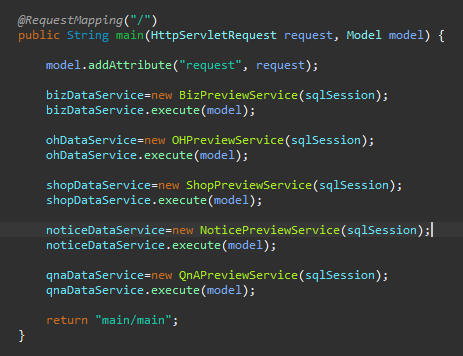 @RequestMapping("/")
public String main(HttpServletRequest request, Model model) {
model.addAttribute("request", request);
bizDataService=new BizPreviewService(sqlSession);
bizDataService.execute(model);
ohDataService=new OHPreviewService(sqlSession);
ohDataService.execute(model);
shopDataService=new ShopPreviewService(sqlSession);
shopDataService.execute(model);
noticeDataService=new NoticePreviewService(sqlSession);
noticeDataService.execute(model);
qnaDataService=new QnAPreviewService(sqlSession);
qnaDataService.execute(model);
return "main/main";
}